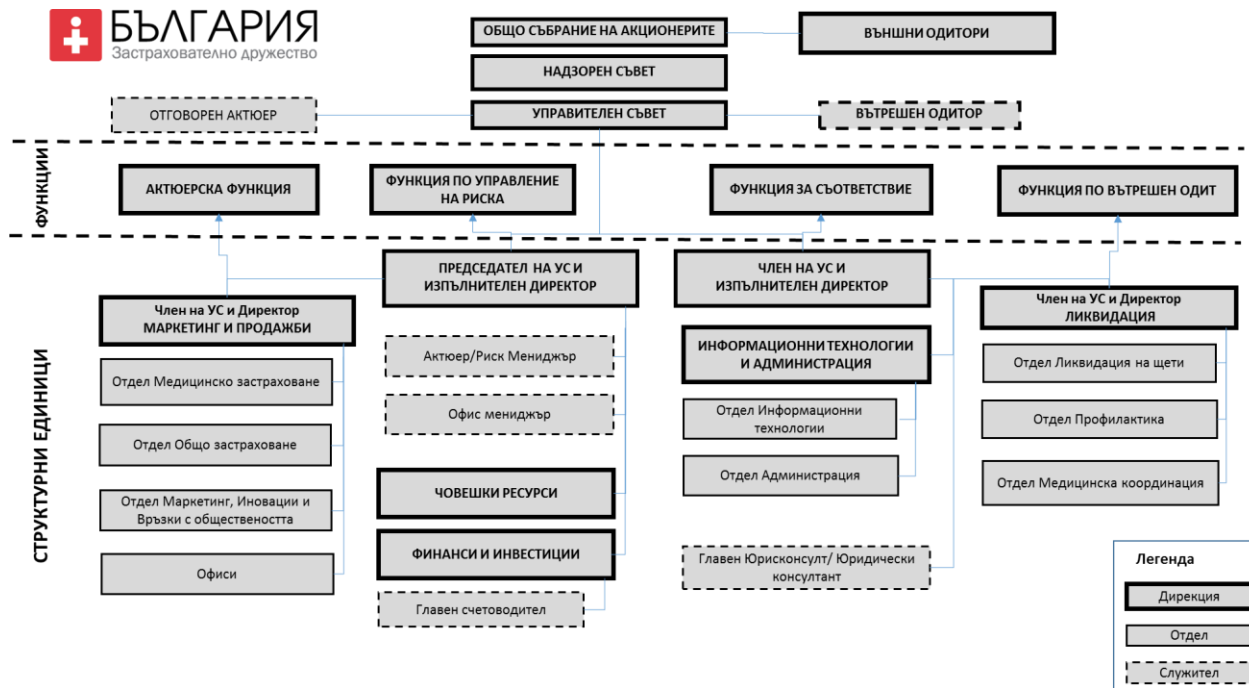 БЪЛГАРИЯ
Застрахователно дружество
ОБЩО СЪБРАНИЕ НА АКЦИОНЕРИТЕ
ВЪНШНИ ОДИТОРИ
НАДЗОРЕН СЪВЕТ
ОТГОВОРЕН АКТЮЕР
УПРАВИТЕЛЕН СЪВЕТ
ВЪТРЕШЕН ОДИТОР
ФУНКЦИИ
АКТЮЕРСКА ФУНКЦИЯ
ФУНКЦИЯ ПО УПРАВЛЕНИЕ
НА РИСКА
ФУНКЦИЯ ЗА СЪОТВЕТСТВИЕ
ФУНКЦИЯ ПО ВЪТРЕШЕН ОДИТ
СТРУКТУРНИ ЕДИНИЦИ
ПРЕДСЕДАТЕЛ НА УС И
ИЗПЪЛНИТЕЛЕН ДИРЕКТОР
ЧЛЕН НА УС И
ИЗПЪЛНИТЕЛЕН ДИРЕКТОР
Член на УС и Директор
МАРКЕТИНГ И ПРОДАЖБИ
Отдел Медицинско застраховане
Отдел Общо застраховане
Отдел Маркетинг, Иновации и
Връзки с обществеността
Офиси
Актюер/Риск Мениджър
Офис мениджър
ЧОВЕШКИ РЕСУРСИ
ФИНАНСИ И ИНВЕСТИЦИИ
Главен счетоводител
ИНФОРМАЦИОННИ ТЕХНОЛОГИИ
И АДМИНИСТРАЦИЯ
Отдел Информационни
технологии
Отдел Администрация
Главен Юрисконсулт/ Юридически
консултант
Член на УС и Директор
ЛИКВИДАЦИЯ
Отдел Ликвидация на щети
Отдел Профилактика
Отдел Медицинска координация
Легенда
Дирекция
Отдел
Служител